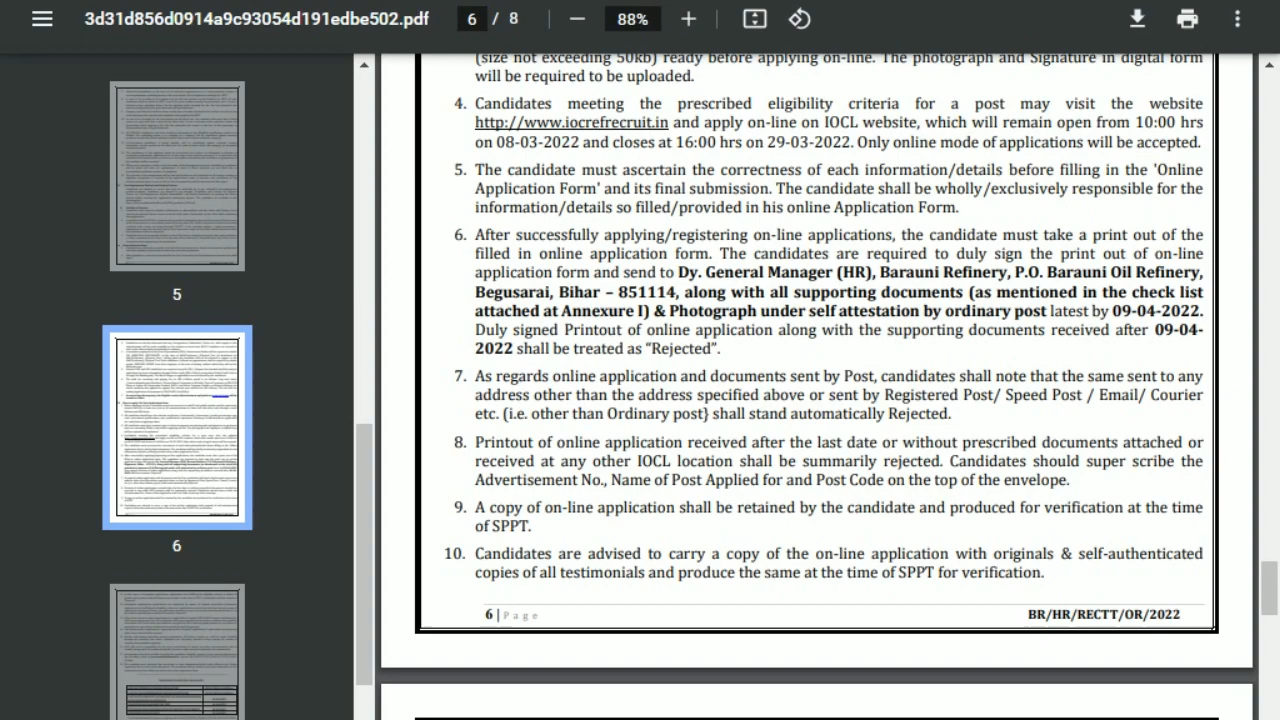 3d31d856d0914a9c93054d191edbe502.pdf
6 / 8
88%
5
6
(size not exceeding 50kb) ready before applying on-line. The photograph and Signature in digital form
will be required to be uploaded.
4. Candidates meeting the prescribed eligibility criteria for a post may visit the website
http://www.iocrefrecruit.in and apply on-line on IOCL website, which will remain open from 10:00 hrs
on 08-03-2022 and closes at 16:00 hrs on 29-03-2022. Only online mode of applications will be accepted.
5. The candidate must ascertain the correctness of each information/details before filling in the 'Online
Application Form' and its final submission. The candidate shall be wholly/exclusively responsible for the
information/details so filled/provided in his online Application Form.
6. After successfully applying/registering on-line applications, the candidate must take a print out of the
filled in online application form. The candidates are required to duly sign the print out of on-line
application form and send to Dy. General Manager (HR), Barauni Refinery, P.O. Barauni Oil Refinery,
Begusarai, Bihar – 851114, along with all supporting documents (as mentioned in the check list
attached at Annexure I) & Photograph under self attestation by ordinary post latest by 09-04-2022.
Duly signed Printout of online application along with the supporting documents received after 09-04-
2022 shall be treated as “Rejected”.
7. As regards on-line application and documents sent by Post, candidates shall note that the same sent to any
address other than the address specified above or sent by Registered Post/ Speed Post / Email/ Courier
etc. (i.e. other than Ordinary post} shall stand automatically Rejected.
8. Printout of online application received after the last date or without prescribed documents attached or
received at any other IOCL location shall be summarily rejected. Candidates should super scribe the
Advertisement No., Name of Post Applied for and Post Code on the top of the envelope.
9. A copy of on-line application shall be retained by the candidate and produced for verification at the time
of SPPT.
10. Candidates are advised to carry a copy of the on-line application with originals & self-authenticated
copies of all testimonials and produce the same at the time of SPPT for verification.
6 | Page
BR/HR/RECTT/OR/2022